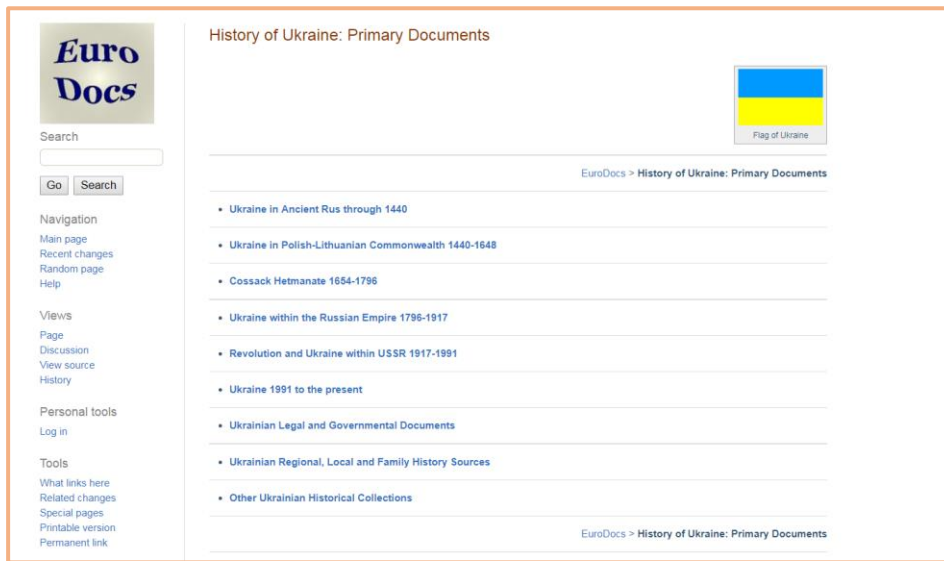 Euro
Docs
Search
Go Search
Navigation
Main page
Recent changes
Random page
Help
Views
Page
Discussion
View source
History
Personal tools
Log in
Tools
What links here
Related changes
Special pages
Printable version
Permanent link
History of Ukraine: Primary Documents
Flag of Ukraine
EuroDocs > History of Ukraine: Primary Documents
• Ukraine in Ancient Rus through 1440
• Ukraine in Polish-Lithuanian Commonwealth 1440-1648
• Cossack Hetmanate 1654-1796
• Ukraine within the Russian Empire 1796-1917
• Revolution and Ukraine within USSR 1917-1991
• Ukraine 1991 to the present
• Ukrainian Legal and Governmental Documents
• Ukrainian Regional, Local and Family History Sources
• Other Ukrainian Historical Collections
EuroDocs > History of Ukraine: Primary Documents